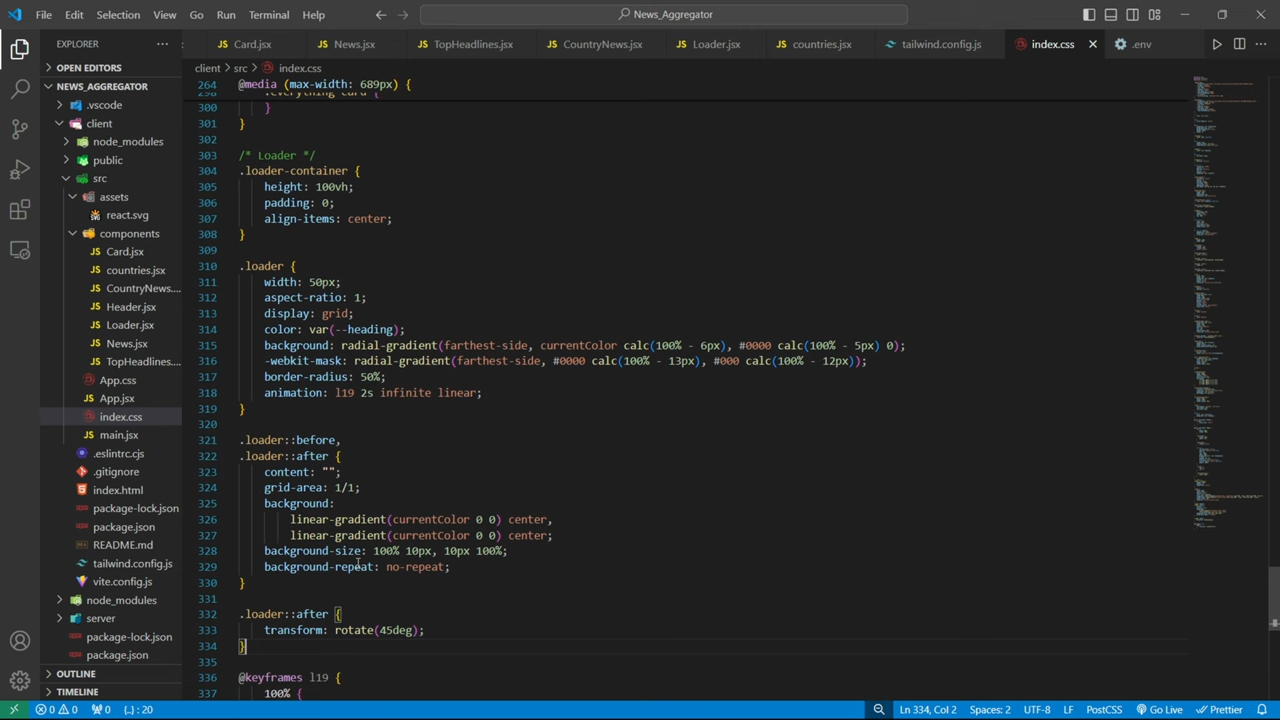 File Edit Selection View Go Run Terminal Help
News_Aggregator
EXPLORER
OPEN EDITORS
NEWS_AGGREGATOR
.vscode
client
node_modules
public
src
assets
react.svg
components
Card.jsx
countries.jsx
CountryNews....
Header.jsx
Loader.jsx
News.jsx
TopHeadlines...
App.css
App.jsx
index.css
main.jsx
.eslintrc.cjs
.gitignore
index.html
package-lock.json
package.json
README.md
tailwind.config.js
vite.config.js
node_modules
server
package-lock.json
package.json
OUTLINE
TIMELINE
Card.jsx News.jsx TopHeadlines.jsx CountryNews.jsx Loader.jsx countries.jsx tailwind.config.js index.css .env
client > src > index.css
264 @media (max-width: 689px) {
298 .everything-card {
300 }
301 }
302
303 /* Loader */
304 .loader-container {
305 height: 100vh;
306 padding: 0;
307 align-items: center;
308 }
309
310 .loader {
311 width: 50px;
312 aspect-ratio: 1;
313 display: grid;
314 color: var(--heading);
315 background: radial-gradient(farthest-side, currentColor calc(100% - 6px), #0000 calc(100% - 5px) 0);
316 -webkit-mask: radial-gradient(farthest-side, #0000 calc(100% - 13px), #000 calc(100% - 12px));
317 border-radius: 50%;
318 animation: l19 2s infinite linear;
319 }
320
321 .loader::before,
322 .loader::after {
323 content: "";
324 grid-area: 1/1;
325 background:
326 linear-gradient(currentColor 0 0) center,
327 linear-gradient(currentColor 0 0) center;
328 background-size: 100% 10px, 10px 100%;
329 background-repeat: no-repeat;
330 }
331
332 .loader::after {
333 transform: rotate(45deg);
334 }
335
336 @keyframes l19 {
337 100% {
0 0 0 {..}: 20 Ln 334, Col 2 Spaces: 2 UTF-8 LF PostCSS Go Live Prettier